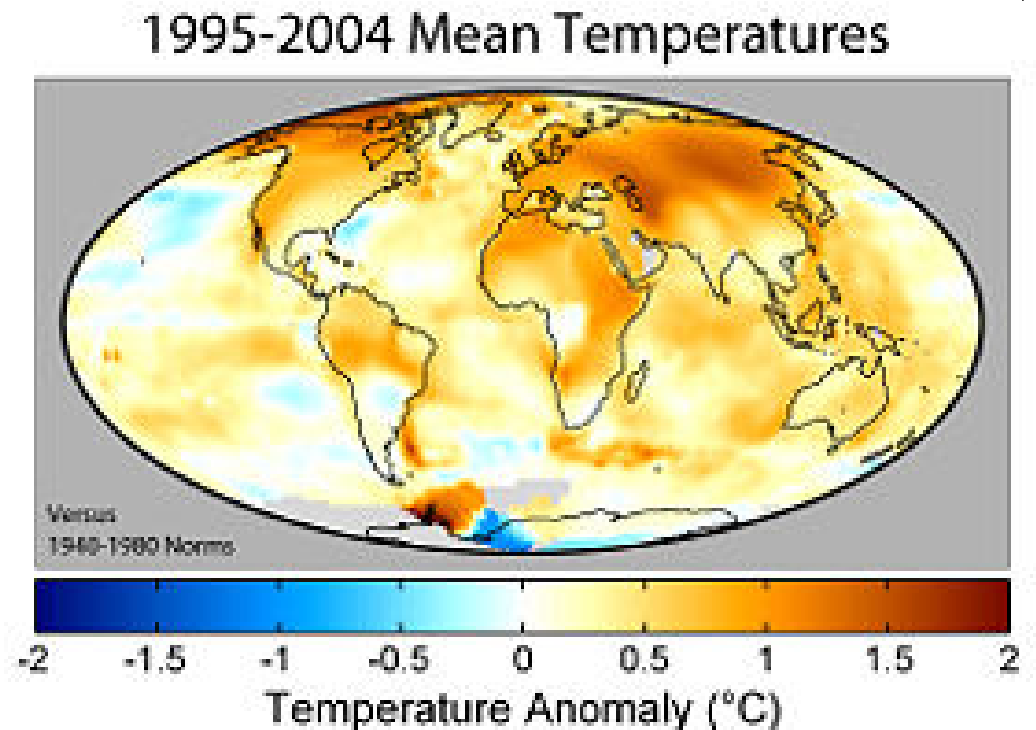 1995-2004 Mean Temperatures
Versus
1940-1980 Norms
-2 -1.5 -1 -0.5 0 0.5 1 1.5 2
Temperature Anomaly (°C)